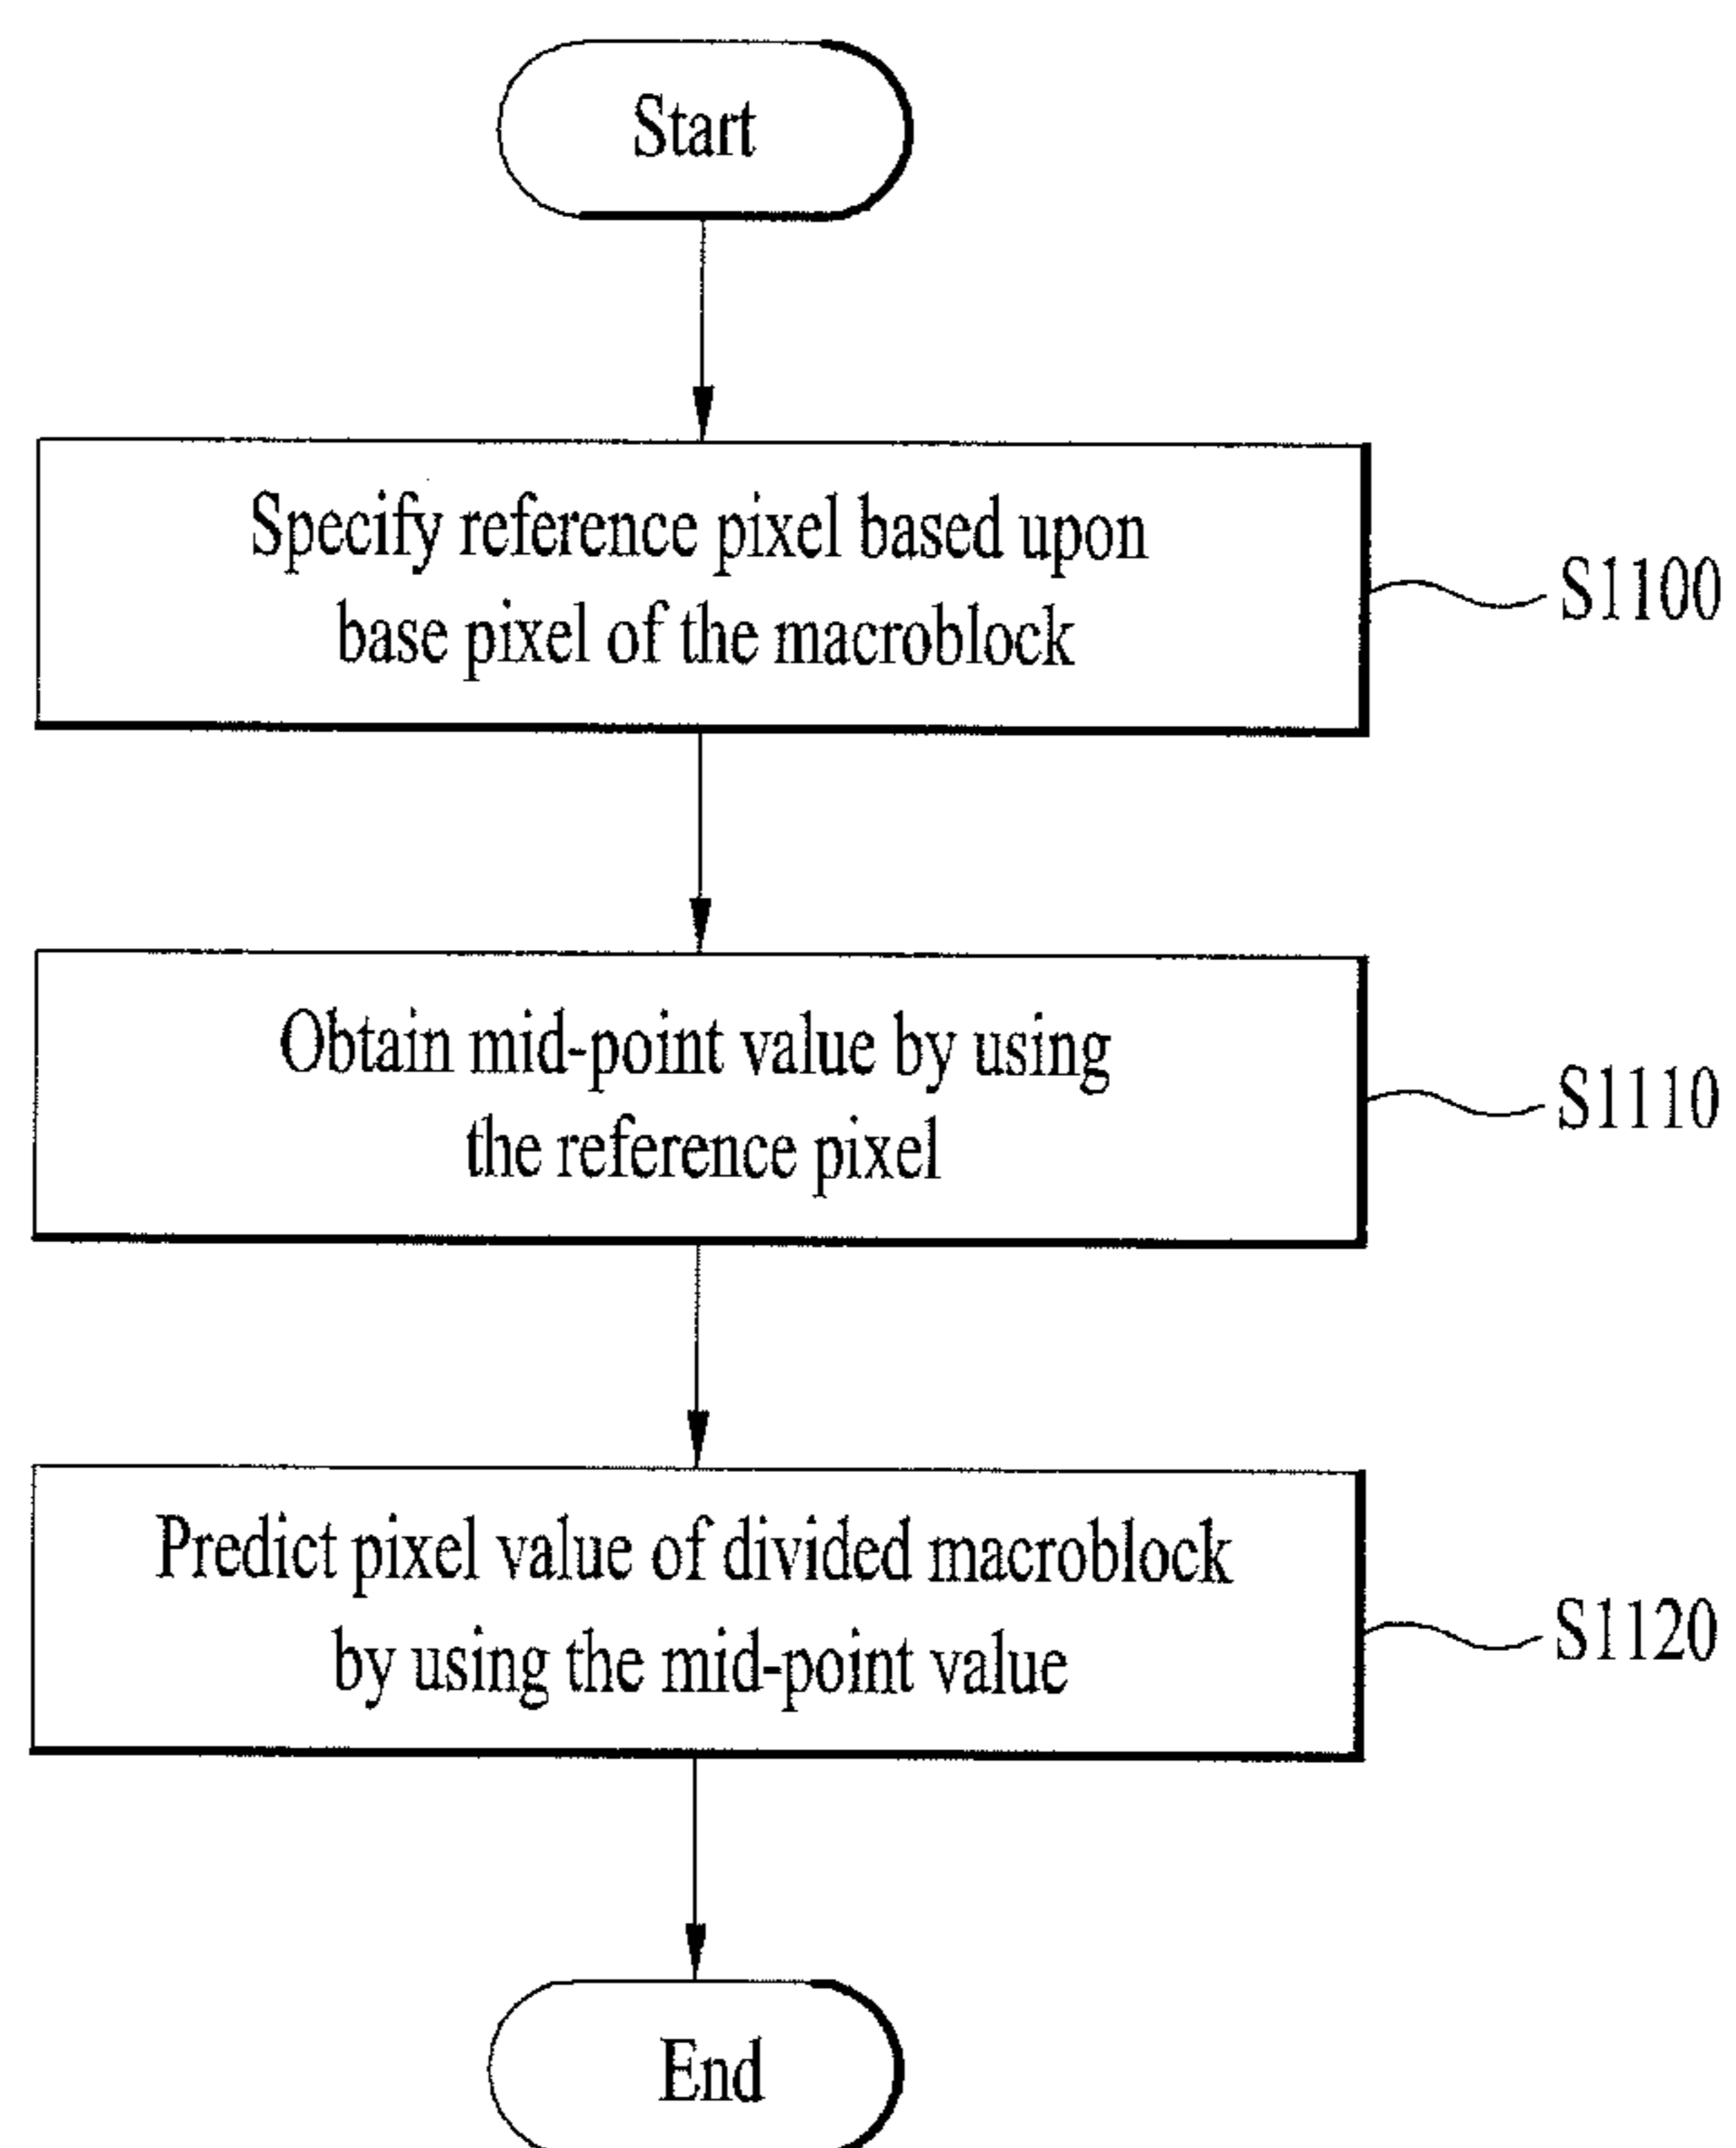 Start
Specify reference pixel based upon
base pixel of the macroblock
S1100
Obtain mid-point value by using
the reference pixel
S1110
Predict pixel value of divided macroblock
by using the mid-point value
S1120
End